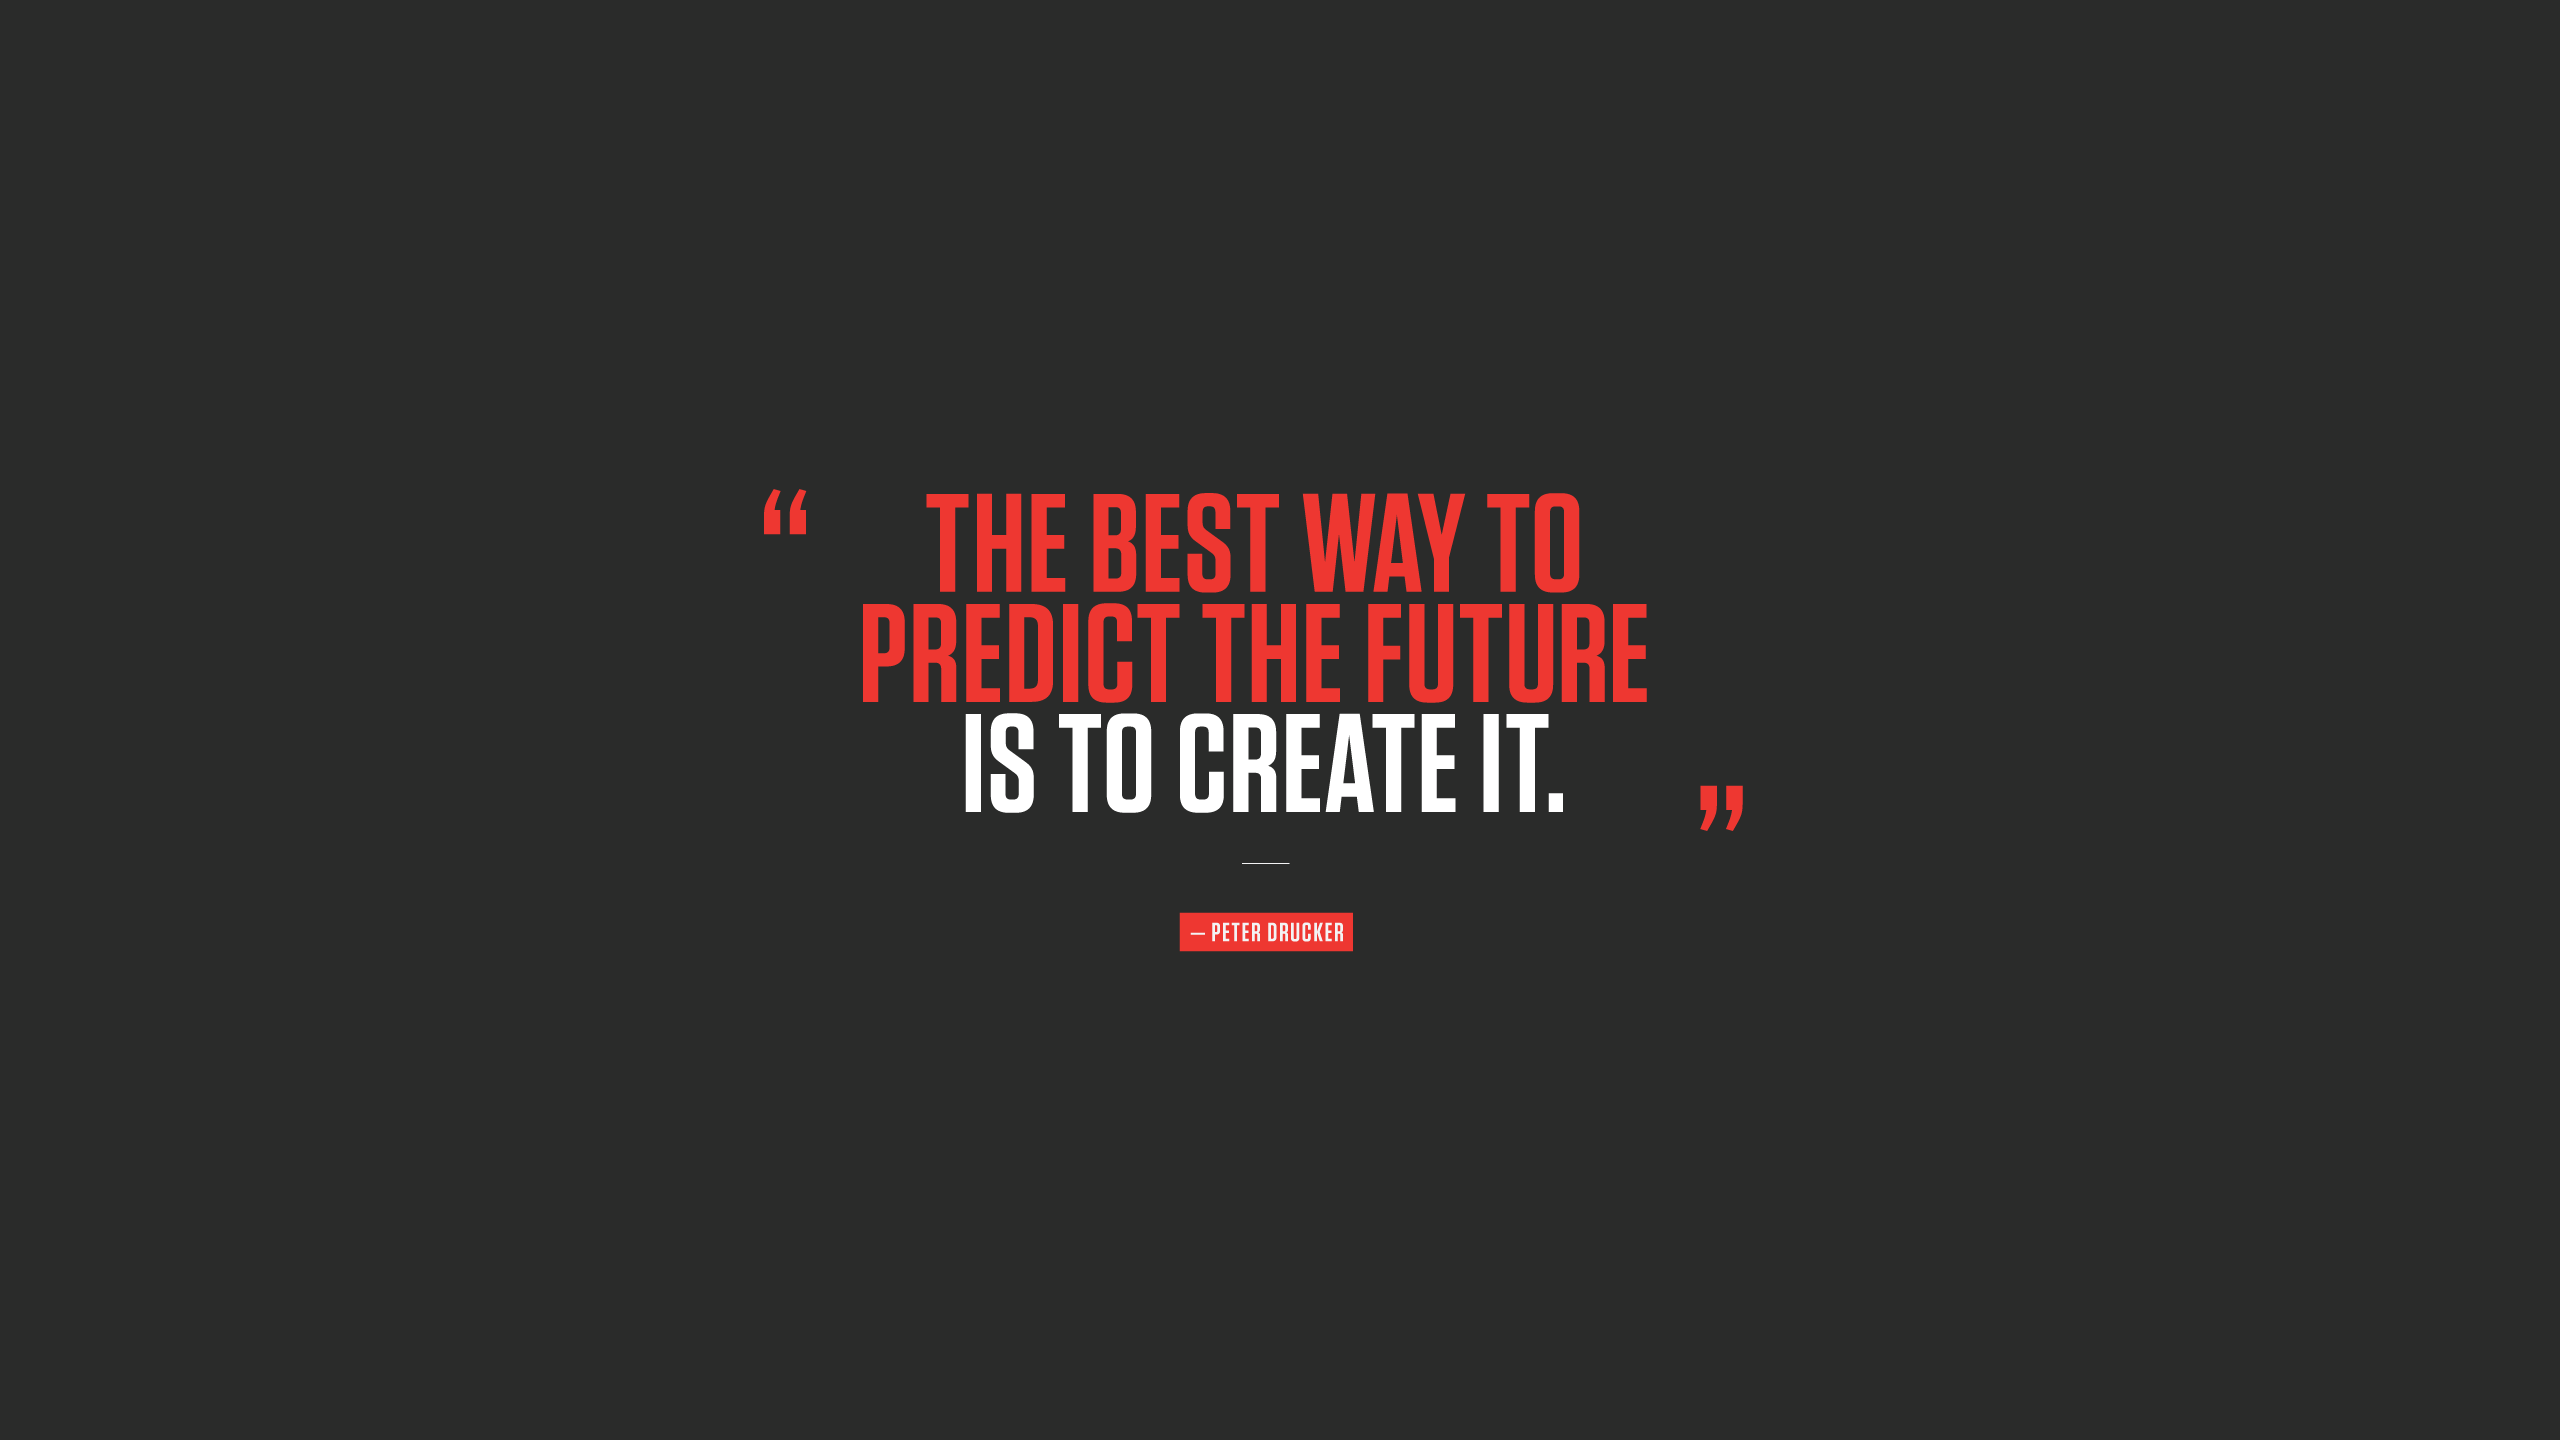 “ THE BEST WAY TO
PREDICT THE FUTURE
IS TO CREATE IT. ”
– PETER DRUCKER